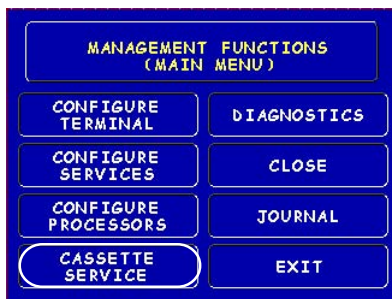 MANAGEMENT FUNCTIONS
(MAIN MENU)
CONFIGURE
TERMINAL
DIAGNOSTICS
CONFIGURE
SERVICES
CLOSE
CONFIGURE
PROCESSORS
JOURNAL
CASSETTE
SERVICE
EXIT